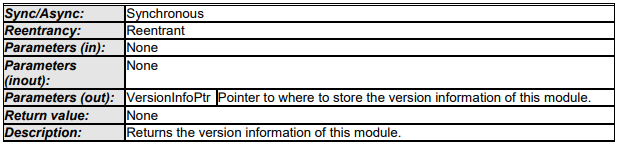 Sync/Async: Synchronous
Reentrancy: Reentrant
Parameters (in): None
Parameters None
(inout):
Parameters (out): VersionInfoPtr Pointer to where to store the version information of this module.
Return value: None
Description: Returns the version information of this module.